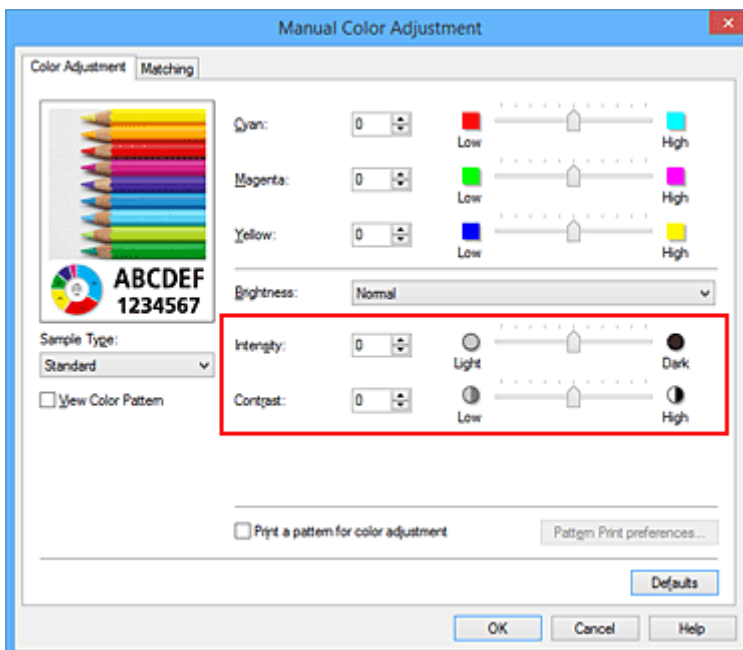 Manual Color Adjustment
Color Adjustment Matching
Cyan: 0 Low High
Magenta: 0 Low High
Yellow: 0 Low High
ABCDEF
1234567
Brightness: Normal
Sample Type:
Standard
View Color Pattern
Intensity: 0 Light Dark
Contrast: 0 Low High
Print a pattern for color adjustment Pattern Print preferences...
Defaults
OK Cancel Help